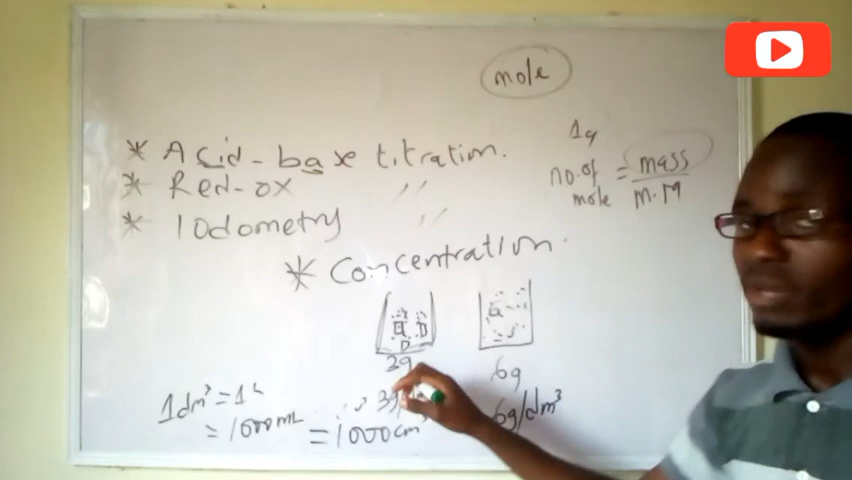 mole
* Acid-base titration.
* Red-ox "
* Iodometry "
1g
no. of mole = mass / m.M
* Concentration.
6g
6g/dm³
1dm³ = 1L
= 1000mL = 1000cm³